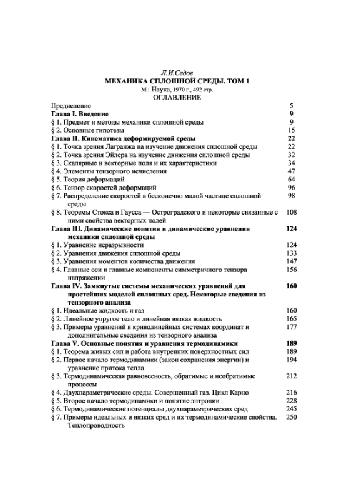 Л.И.Седов
МЕХАНИКА СПЛОШНОЙ СРЕДЫ. ТОМ 1
М.: Наука, 1970 г., 492 стр.
ОГЛАВЛЕНИЕ
Предисловие 5
Глава I. Введение 9
§ 1. Предмет и методы механики сплошной среды 9
§ 2. Основные гипотезы 15
Глава II. Кинематика деформируемой среды 22
§ 1. Точка зрения Лагранжа на изучение движения сплошной среды 22
§ 2. Точка зрения Эйлера на изучение движения сплошной среды 32
§ 3. Скалярные и векторные поля и их характеристики 34
§ 4. Элементы тензорного исчисления 47
§ 5. Теория деформаций 64
§ 6. Тензор скоростей деформаций 96
§ 7. Распределение скоростей в бесконечно малой частице сплошной 98
среды
§ 8. Теоремы Стокса и Гаусса — Остроградского и некоторые связанные с 108
ними свойства векторных полей
Глава III. Динамические понятия и динамические уравнения 124
механики сплошной среды
§ 1. Уравнение неразрывности 124
§ 2. Уравнения движения сплошной среды 133
§ 3. Уравнения моментов количества движения 147
§ 4. Главные оси и главные компоненты симметричного тензора 156
напряжений
Глава IV. Замкнутые системы механических уравнений для 160
простейших моделей сплошных сред. Некоторые сведения из
тензорного анализа
§ 1. Идеальные жидкость и газ 160
§ 2. Линейное упругое тело и линейная вязкая жидкость 165
§ 3. Примеры уравнений в криволинейных системах координат и 177
дополнительные сведения из тензорного анализа
Глава V. Основные понятия и уравнения термодинамики 189
§ 1. Теорема живых сил и работа внутренних поверхностных сил 189
§ 2. Первое начало термодинамики (закон сохранения энергии) и 194
уравнение притока тепла
§ 3. Термодинамическая равновесность, обратимые и необратимые 212
процессы
§ 4. Двухпараметрические среды. Совершенный газ. Цикл Карно 216
§ 5. Второе начало термодинамики и понятие энтропии 228
§ 6. Термодинамические потенциалы двухпараметрических сред 245
§ 7. Примеры идеальных и вязких сред и их термодинамические свойства. 250
Теплопроводность